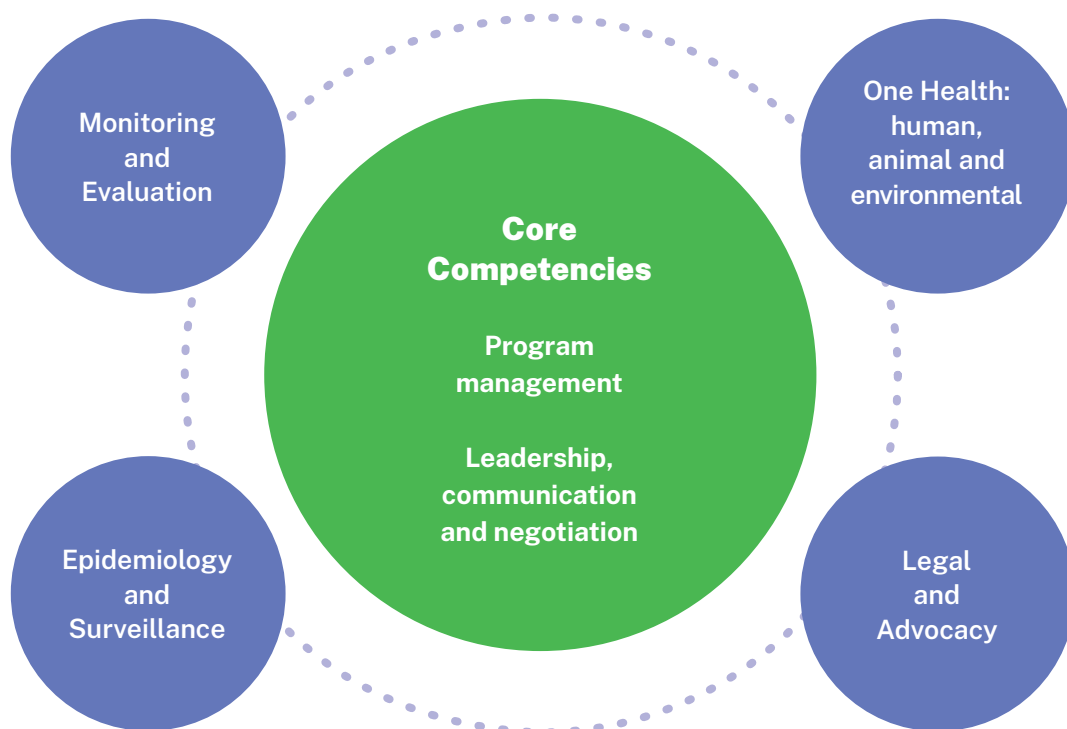 Monitoring
and
Evaluation
One Health:
human,
animal and
environmental
Core
Competencies
Program
management
Leadership,
communication
and negotiation
Epidemiology
and
Surveillance
Legal
and
Advocacy